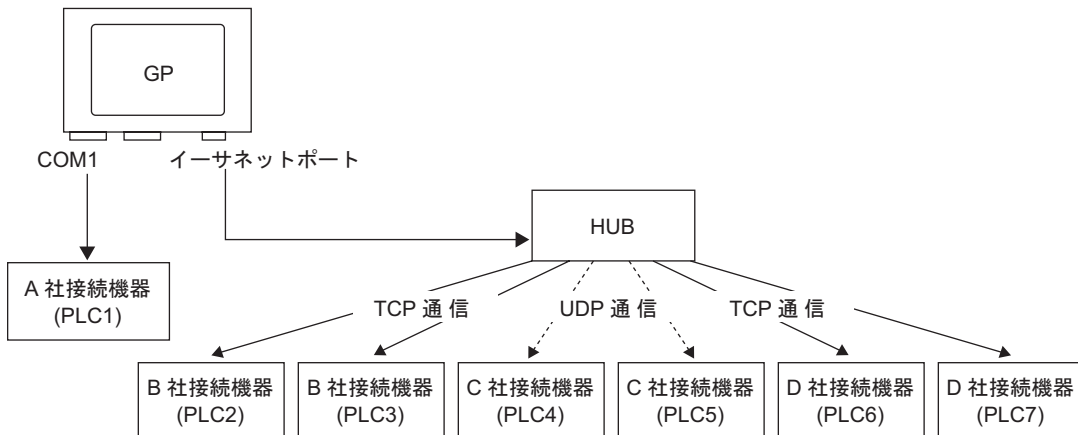 GP
COM1
イーサネットポート
HUB
A 社接続機器
(PLC1)
TCP 通 信
UDP 通 信
TCP 通 信
B 社接続機器
(PLC2)
B 社接続機器
(PLC3)
C 社接続機器
(PLC4)
C 社接続機器
(PLC5)
D 社接続機器
(PLC6)
D 社接続機器
(PLC7)